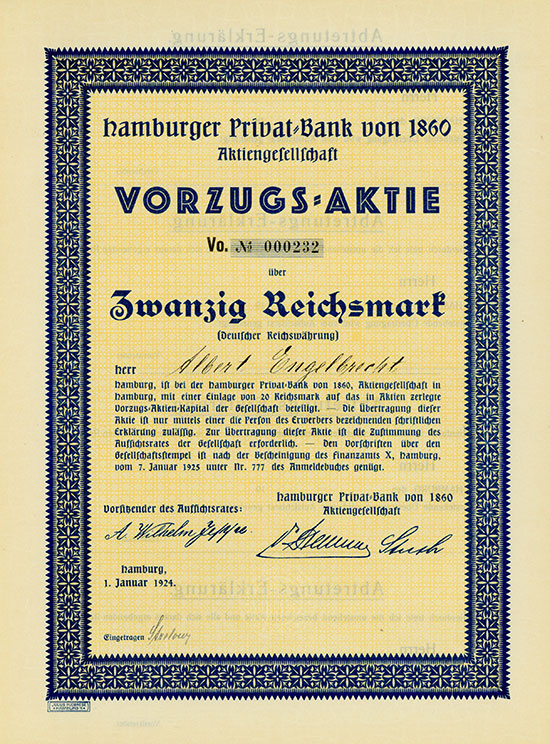 Hamburger Privat-Bank von 1860
Aktiengesellschaft
VORZUGS-AKTIE
Vo. № 000232
über
Zwanzig Reichsmark
(Deutscher Reichswährung)
Herr Albert Engelbrecht
Hamburg, ist bei der Hamburger Privat-Bank von 1860, Aktiengesellschaft in
Hamburg, mit einer Einlage von 20 Reichsmark auf das in Aktien zerlegte
Vorzugs-Aktien-Kapital der Gesellschaft beteiligt. — Die Übertragung dieser
Aktie ist nur mittels einer die Person des Erwerbers bezeichnenden schriftlichen
Erklärung zulässig. Zur Übertragung dieser Aktie ist die Zustimmung des
Aufsichtsrates der Gesellschaft erforderlich. — Den Vorschriften über den
Gesellschaftsstempel ist nach der Bescheinigung des Finanzamts X, Hamburg,
vom 7. Januar 1925 unter Nr. 777 des Anmeldebuches genügt.
Hamburger Privat-Bank von 1860
Vorsitzender des Aufsichtsrates:
Aktiengesellschaft
A. Wilhelm
Hamburg,
1. Januar 1924.
Eingetragen